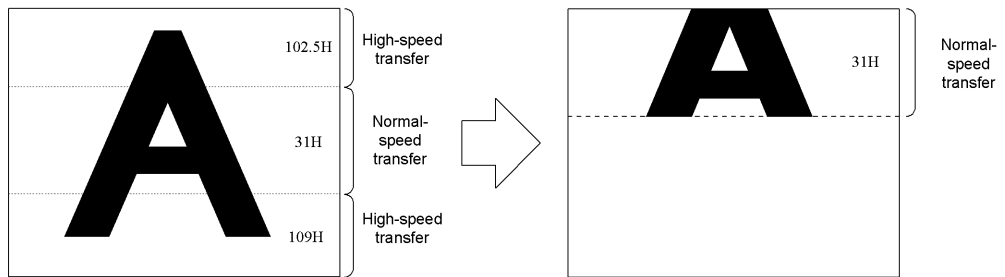 102.5H
High-speed
transfer
31H
Normal-
speed
transfer
109H
High-speed
transfer
A
31H
Normal-
speed
transfer